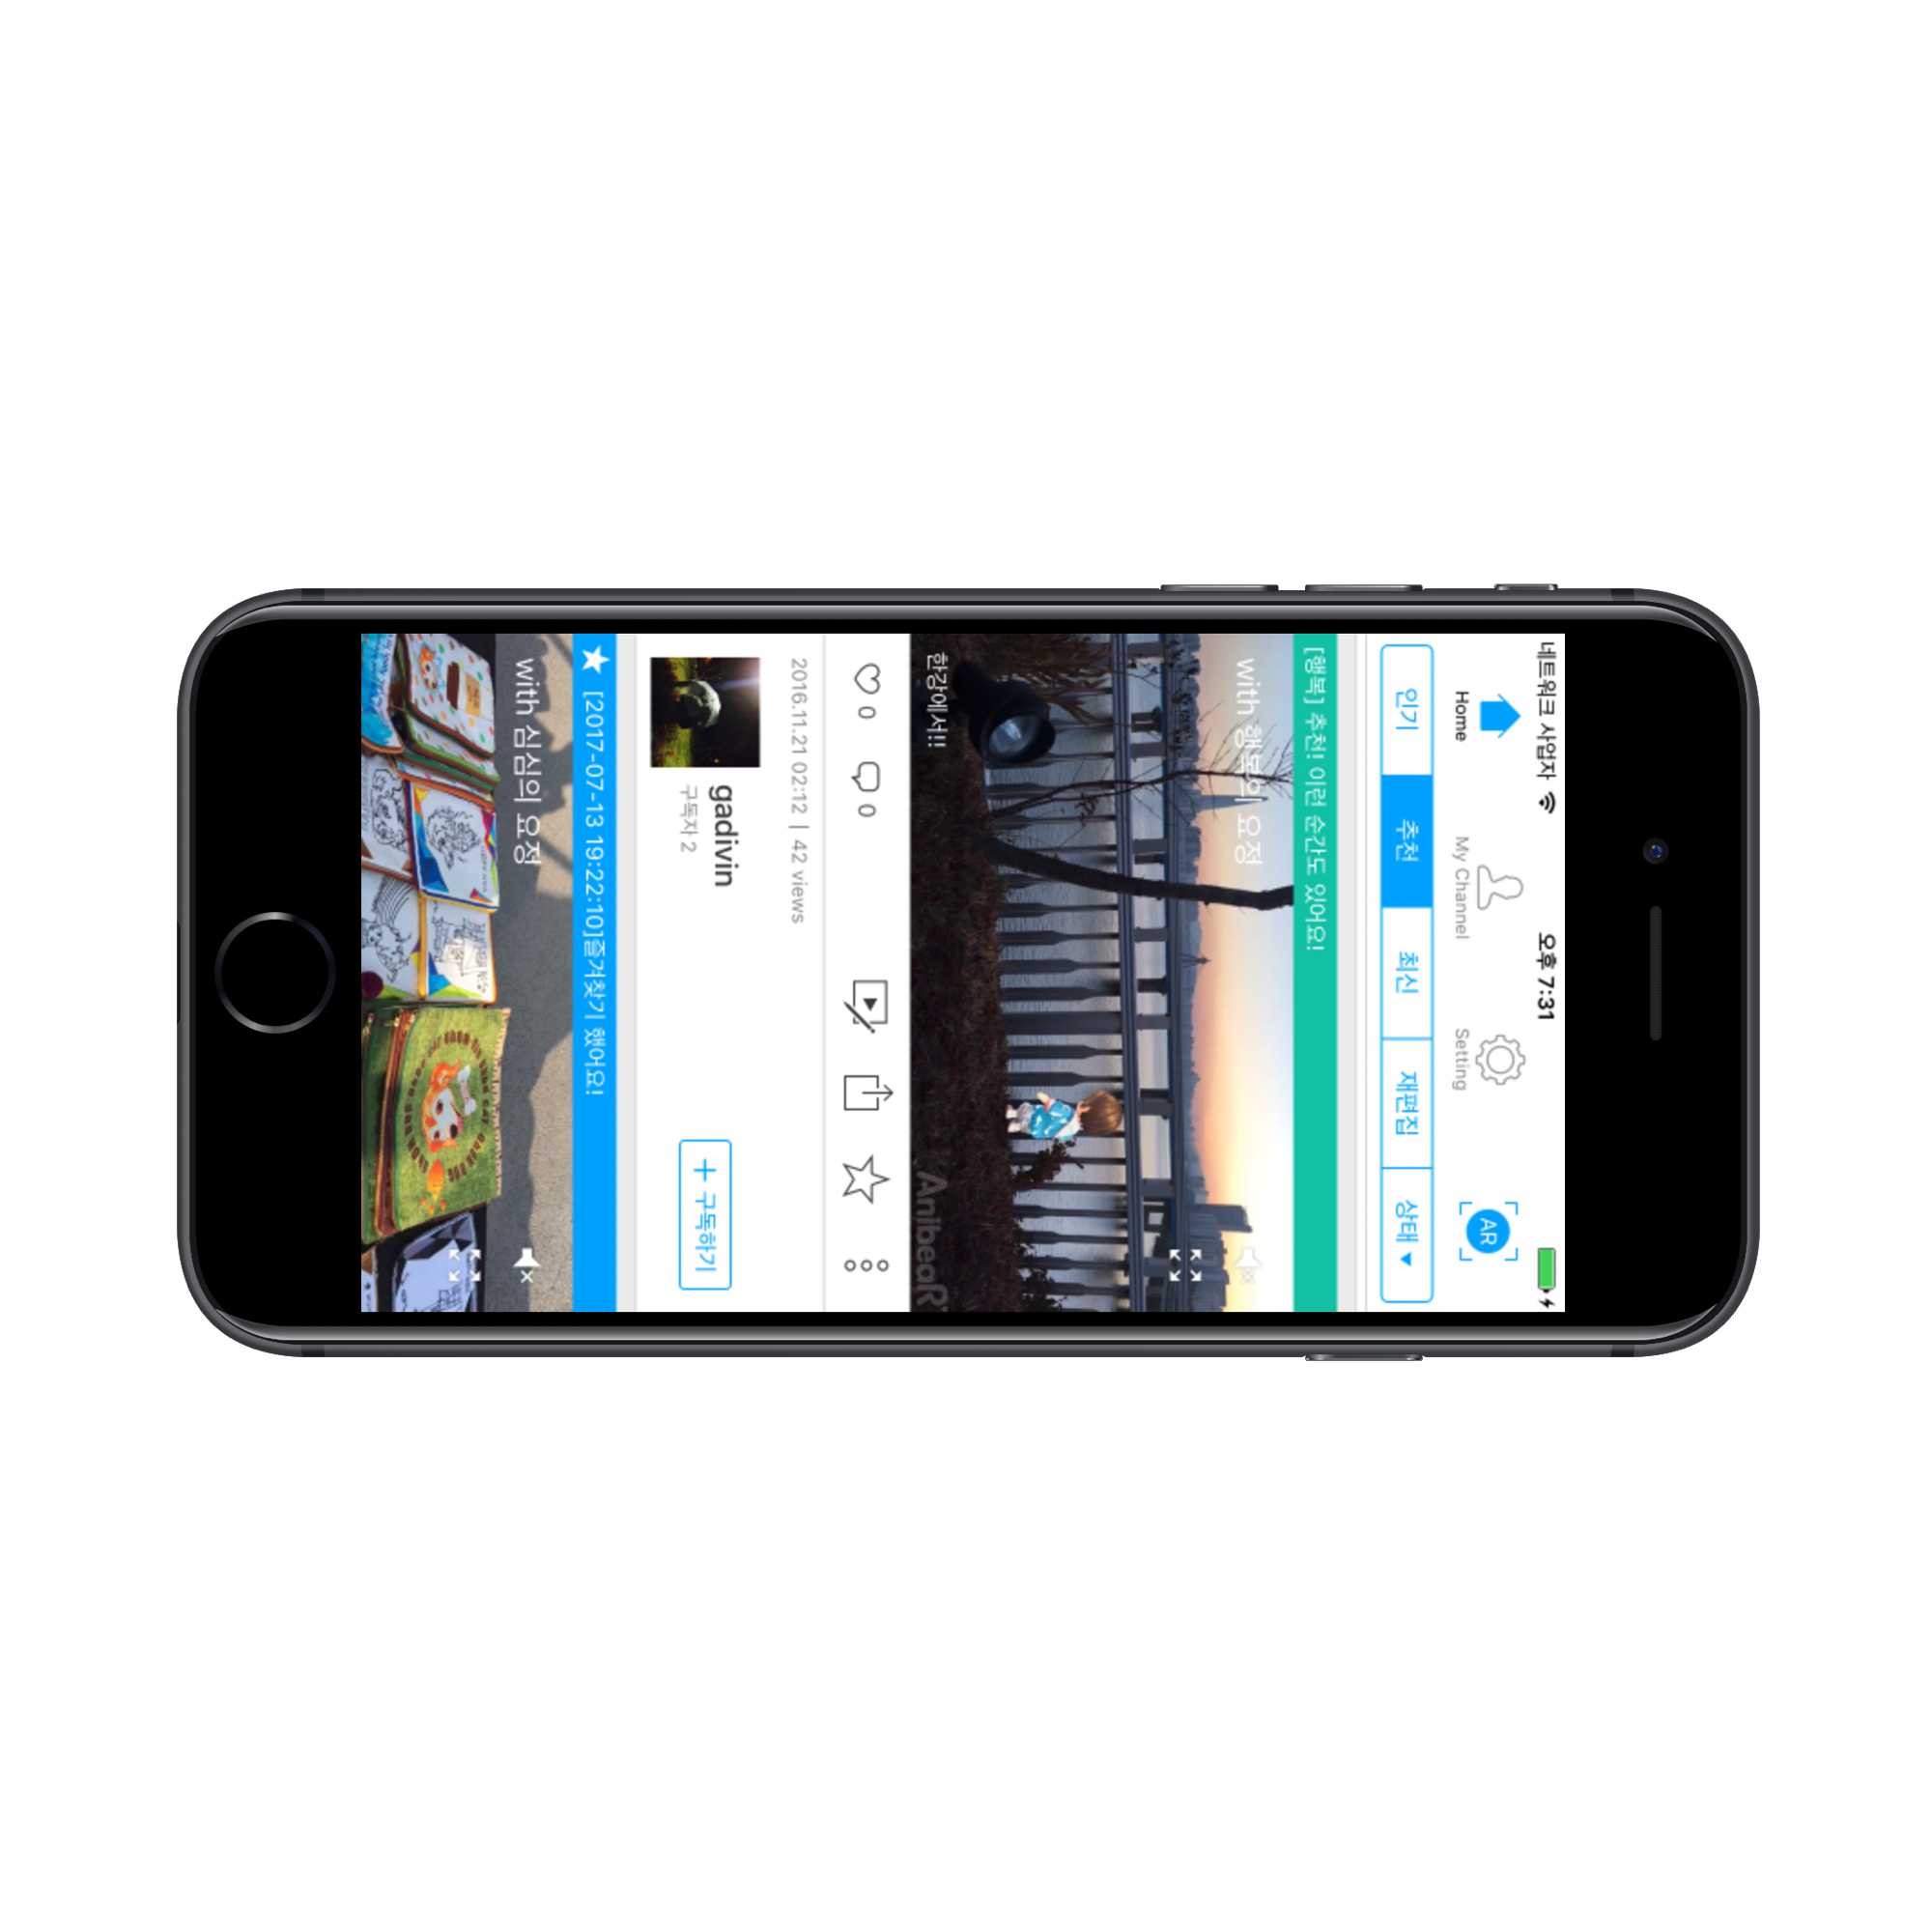 네트워크 사업자
오후 7:31
Home
My Channel
Setting
AR
인기
추천
최신
재편집
상태 ▼
[행복] 추천! 이런 순간도 있어요!
with 행복의 요정
한강에서!!
AnibeaR
0
0
2016.11.21 02:12 | 42 views
gadivin
구독자 2
+ 구독하기
★ [2017-07-13 19:22:10]즐겨찾기 했어요!
with 심심의 요정